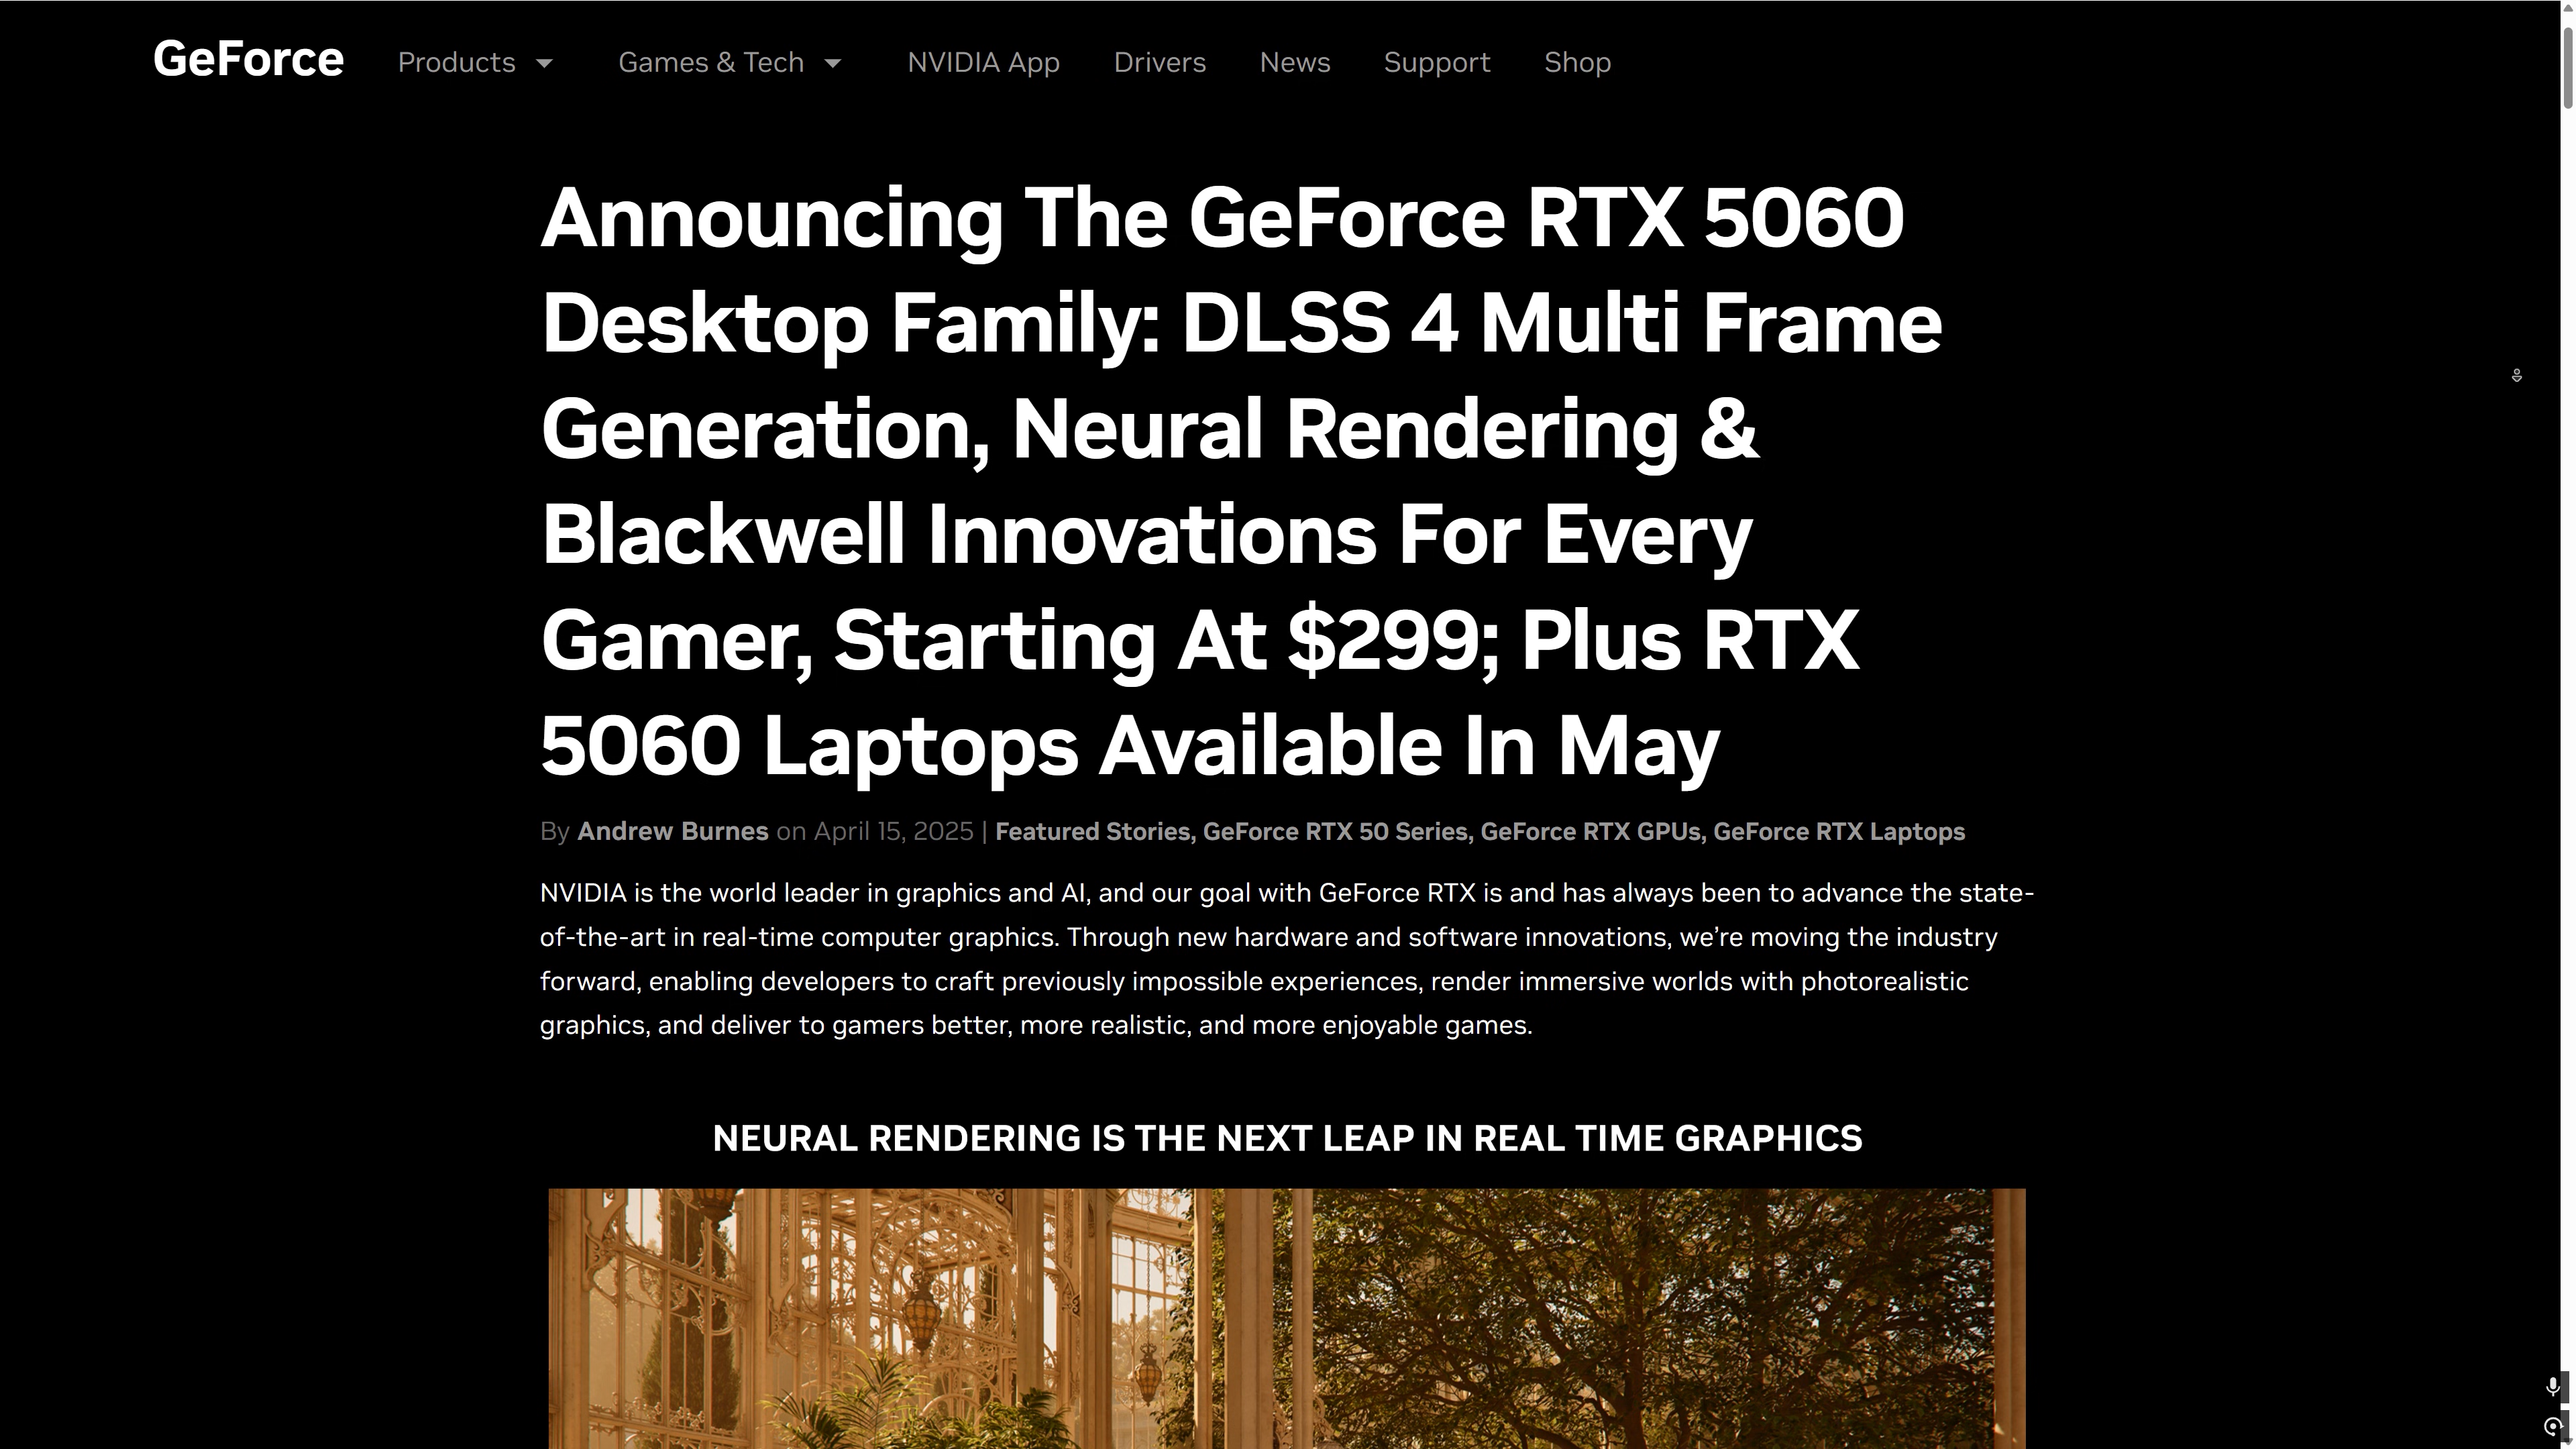 GeForce Products Games & Tech NVIDIA App Drivers News Support Shop
Announcing The GeForce RTX 5060
Desktop Family: DLSS 4 Multi Frame
Generation, Neural Rendering &
Blackwell Innovations For Every
Gamer, Starting At $299; Plus RTX
5060 Laptops Available In May
By Andrew Burnes on April 15, 2025 | Featured Stories, GeForce RTX 50 Series, GeForce RTX GPUs, GeForce RTX Laptops
NVIDIA is the world leader in graphics and AI, and our goal with GeForce RTX is and has always been to advance the state-
of-the-art in real-time computer graphics. Through new hardware and software innovations, we’re moving the industry
forward, enabling developers to craft previously impossible experiences, render immersive worlds with photorealistic
graphics, and deliver to gamers better, more realistic, and more enjoyable games.
NEURAL RENDERING IS THE NEXT LEAP IN REAL TIME GRAPHICS